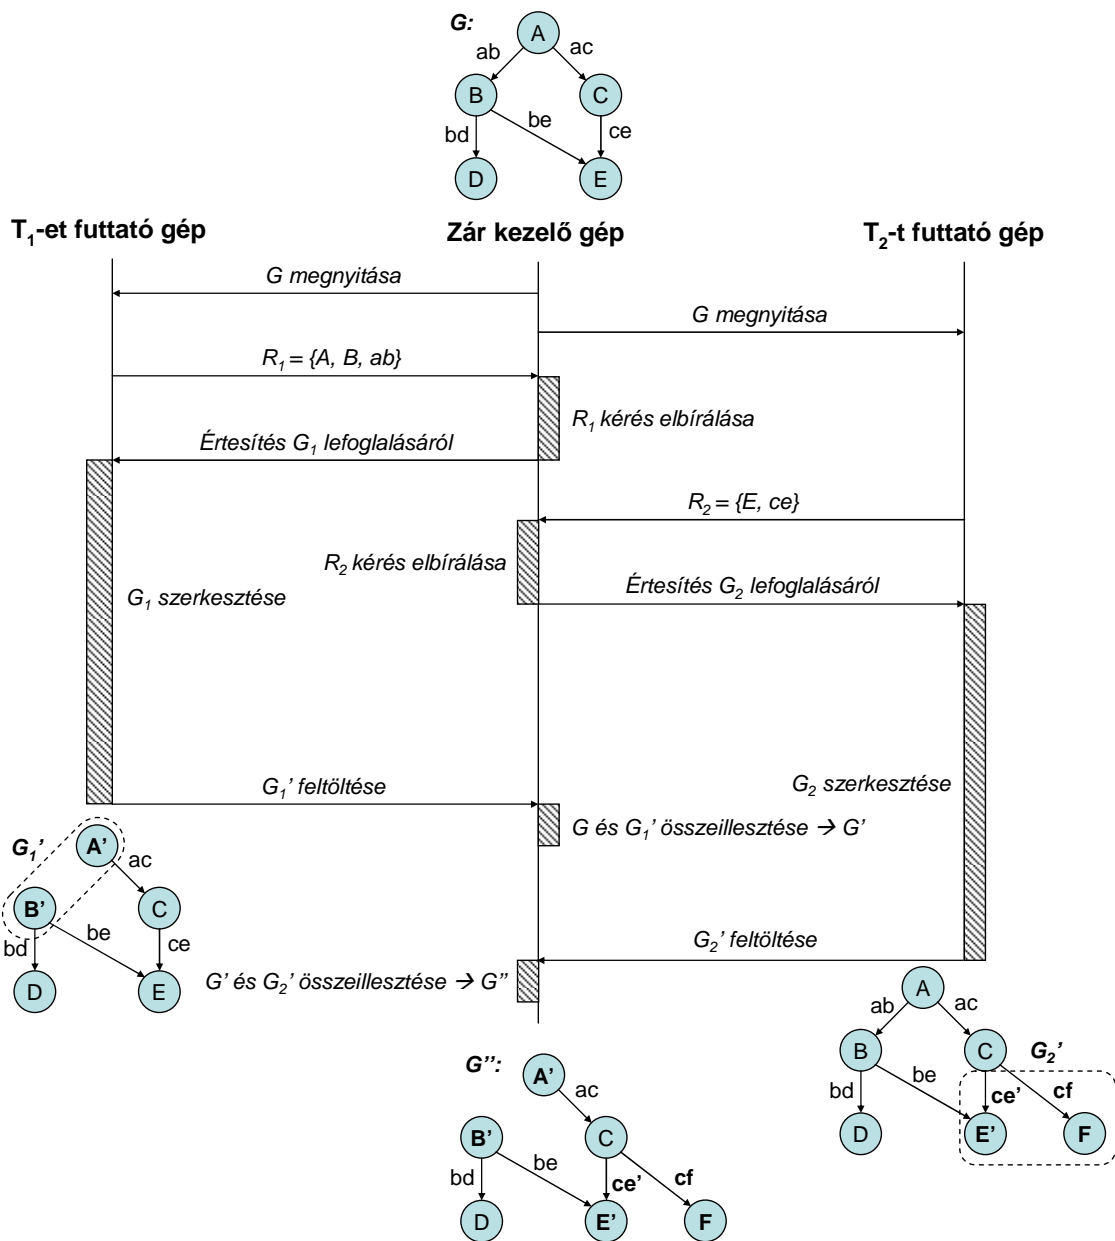 G:
A
ab
ac
B
C
be
bd
ce
D
E
T₁-et futtató gép
Zár kezelő gép
T₂-t futtató gép
G megnyitása
G megnyitása
R₁ = {A, B, ab}
R₁ kérés elbírálása
Értesítés G₁ lefoglalásáról
R₂ = {E, ce}
R₂ kérés elbírálása
Értesítés G₂ lefoglalásáról
G₁ szerkesztése
G₂ szerkesztése
G₁’ feltöltése
G és G₁’ összeillesztése → G’
G₁’
A’
ac
B’
C
bd
be
ce
D
E
G₂’ feltöltése
G’ és G₂’ összeillesztése → G’’
A
ab
ac
B
C
G₂’
be
bd
ce’
cf
D
E’
F
G’’:
A’
ac
B’
C
be
bd
ce’
cf
D
E’
F